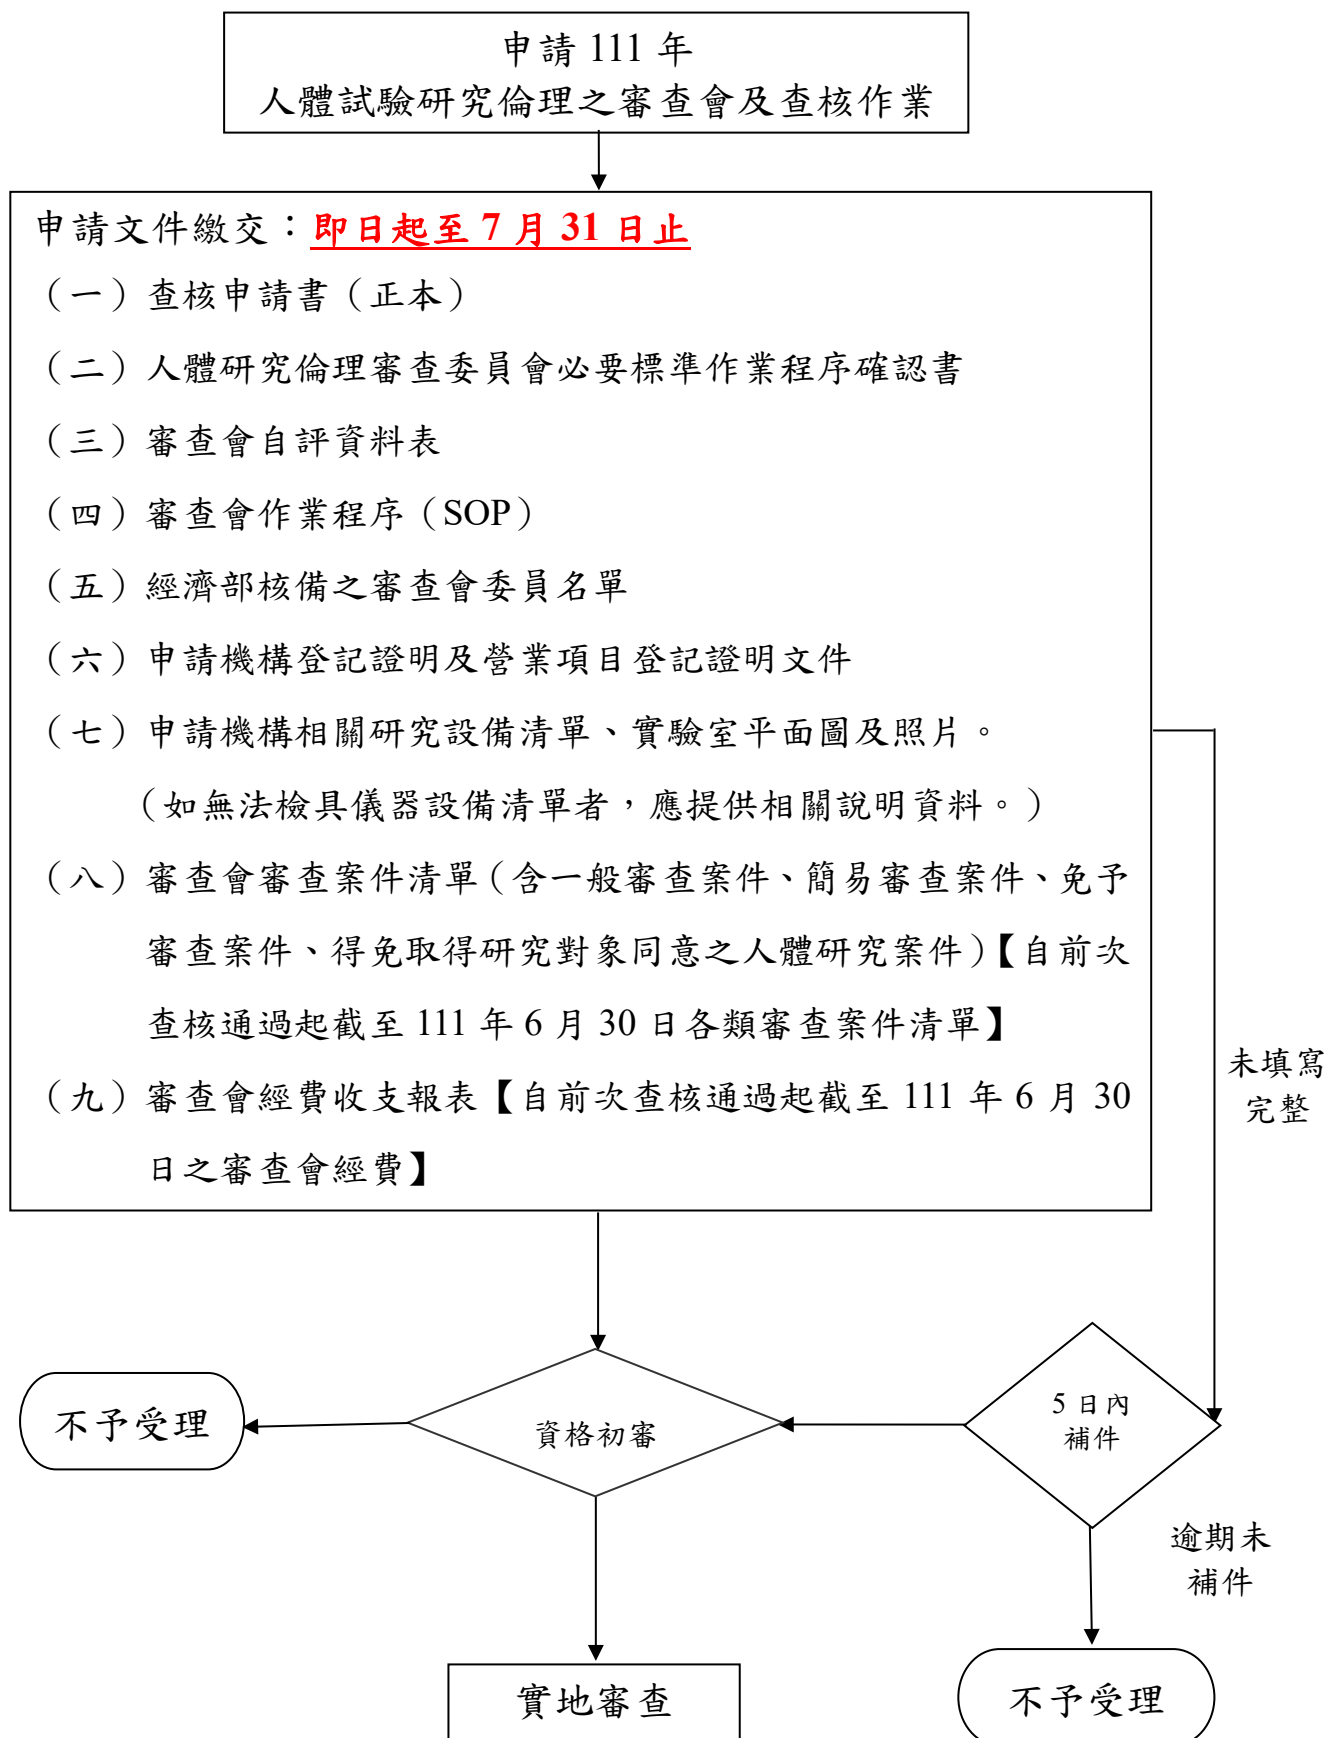 申請 111 年
人體試驗研究倫理之審查會及查核作業
申請文件繳交：即日起至 7 月 31 日止
（一）查核申請書（正本）
（二）人體研究倫理審查委員會必要標準作業程序確認書
（三）審查會自評資料表
（四）審查會作業程序（SOP）
（五）經濟部核備之審查會委員名單
（六）申請機構登記證明及營業項目登記證明文件
（七）申請機構相關研究設備清單、實驗室平面圖及照片。
（如無法檢具儀器設備清單者，應提供相關說明資料。）
（八）審查會審查案件清單（含一般審查案件、簡易審查案件、免予
審查案件、得免取得研究對象同意之人體研究案件）【自前次
查核通過起截至 111 年 6 月 30 日各類審查案件清單】
（九）審查會經費收支報表【自前次查核通過起截至 111 年 6 月 30
日之審查會經費】
未填寫
完整
不予受理
資格初審
5 日內
補件
逾期未
補件
實地審查
不予受理